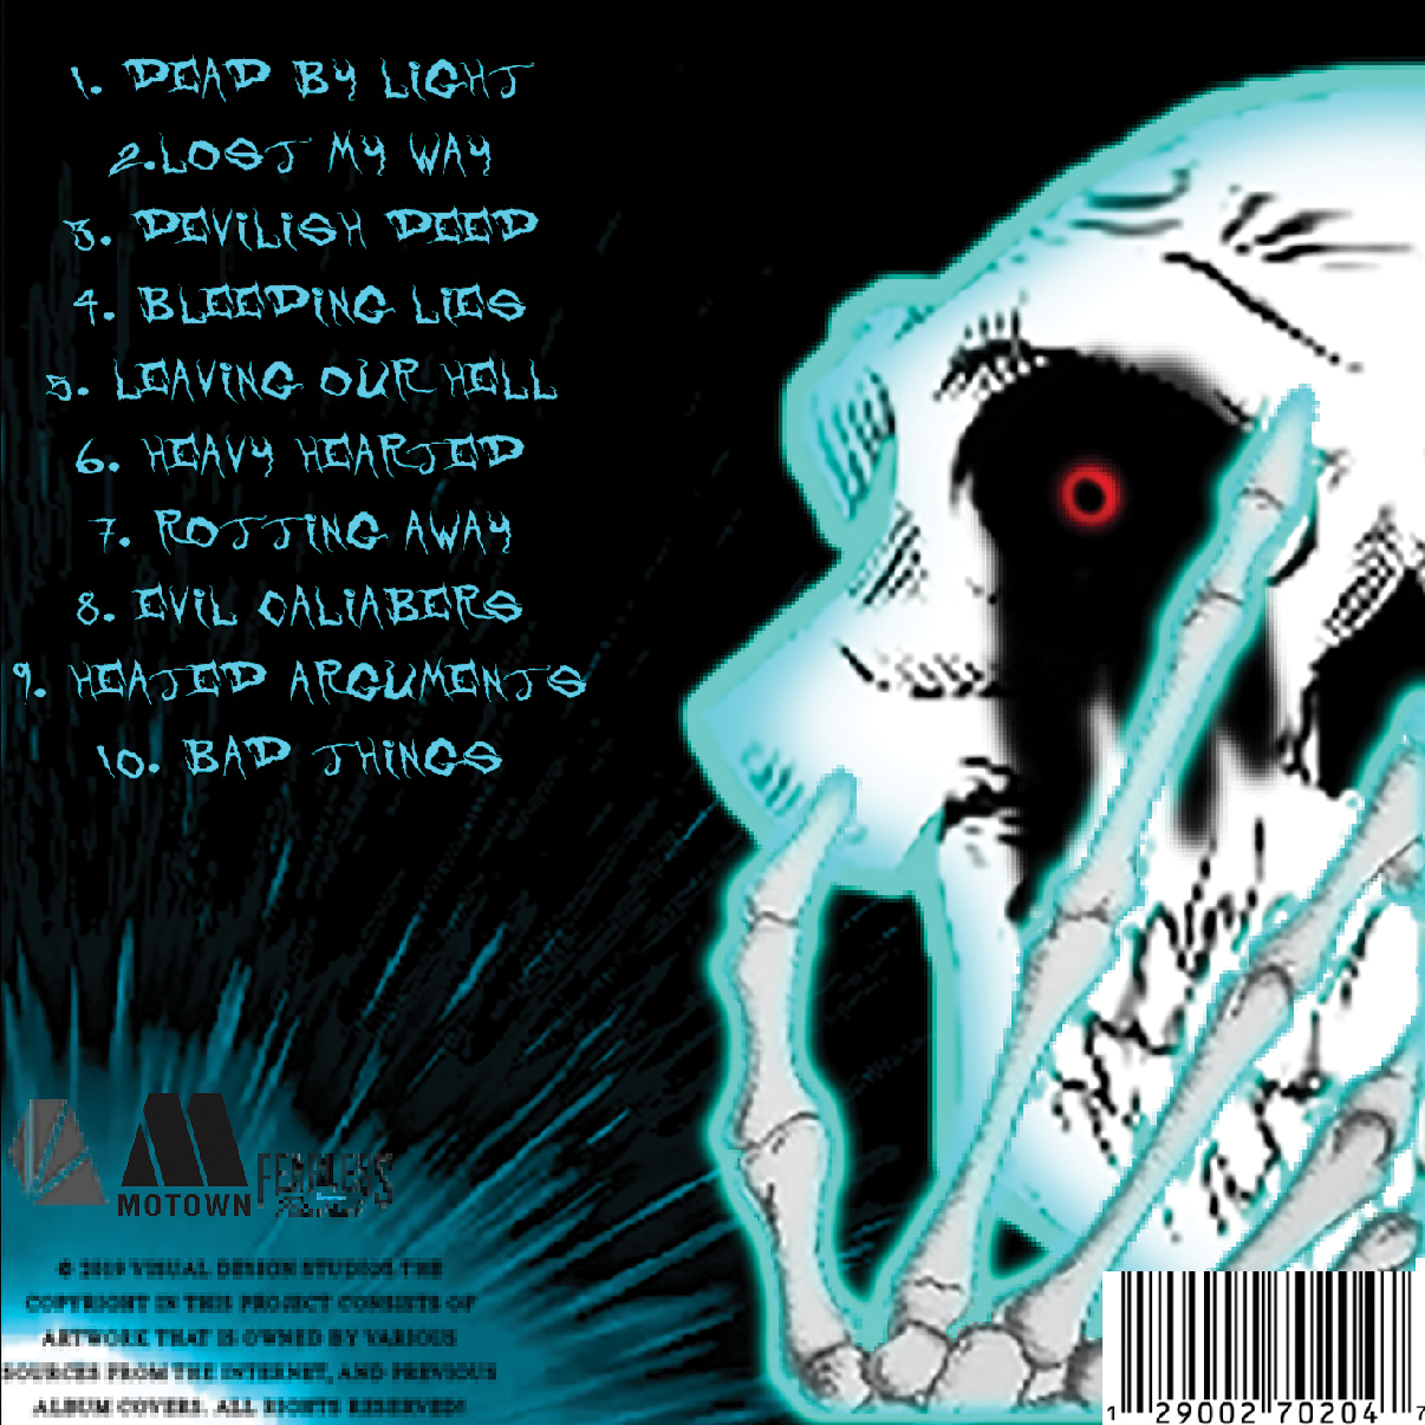 1. DEAD BY LIGHT
2.LOST MY WAY
3. DEVILISH DEED
4. BLEEDING LIES
5. LEAVING OUR HELL
6. HEAVY HEARTED
7. ROTTING AWAY
8. EVIL CALIABERS
9. HEATED ARGUMENTS
10. BAD THINGS
MOTOWN
FEARLESS
© 2019 VISUAL DESIGN STUDIOS THE
COPYRIGHT IN THIS PROJECT CONSISTS OF
ARTWORK THAT IS OWNED BY VARIOUS
SOURCES FROM THE INTERNET, AND PREVIOUS
ALBUM COVERS. ALL RIGHTS RESERVED!
1 29002 70204 7